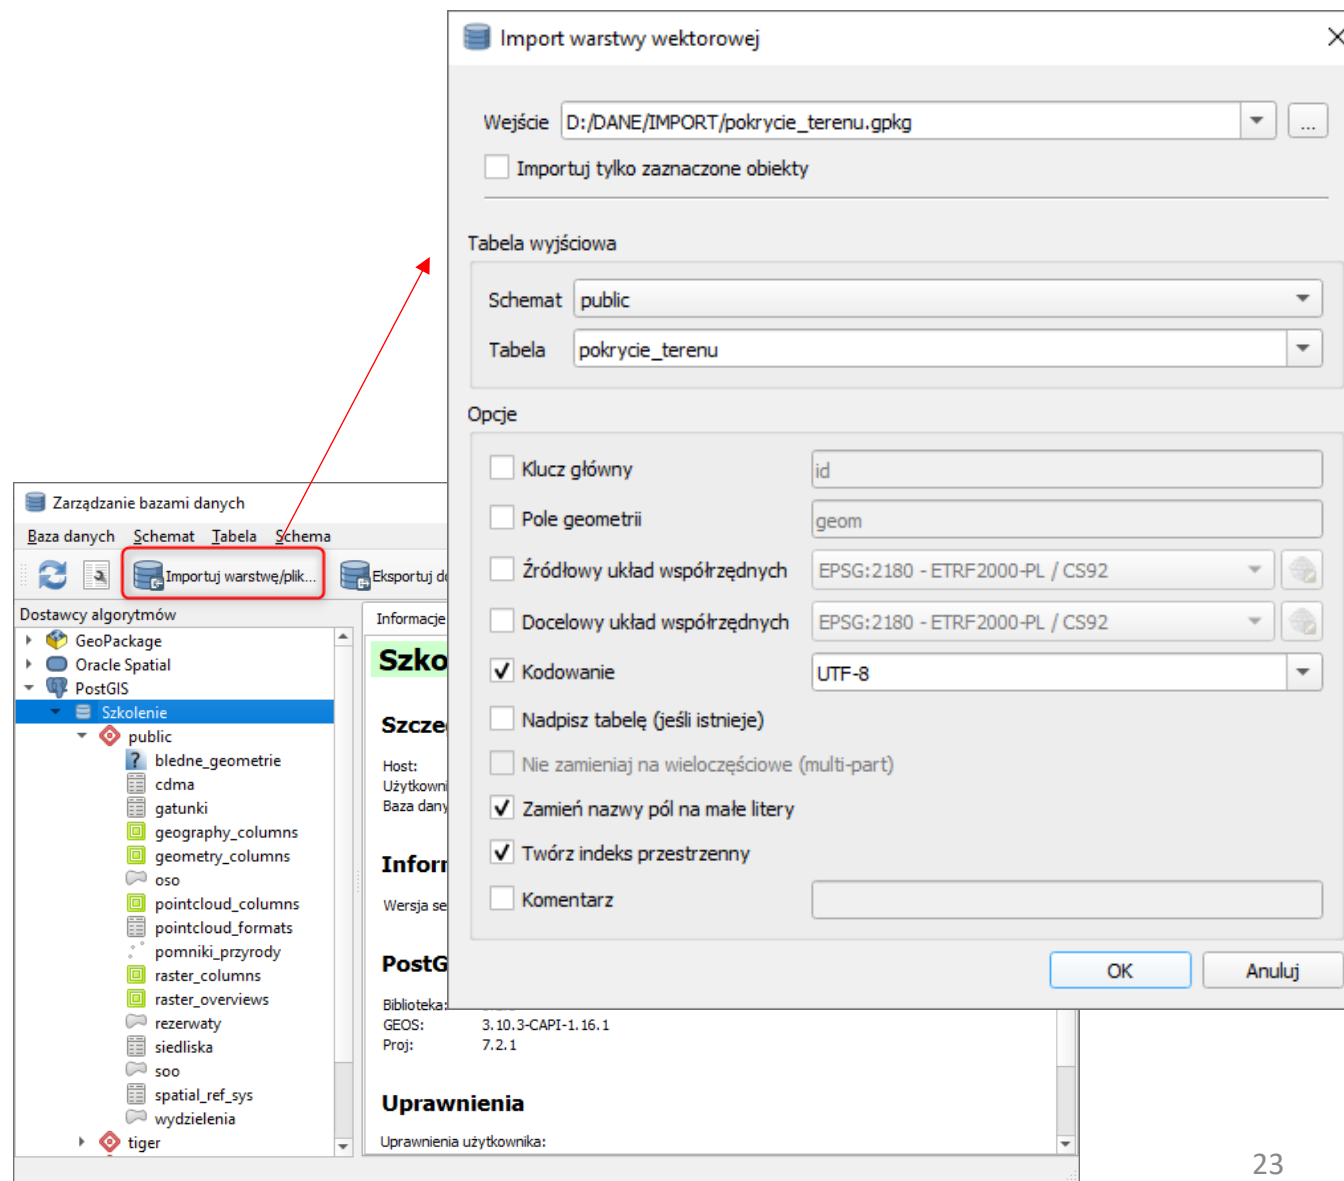 Import warstwy wektorowej
Wejście D:/DANE/IMPORT/pokrycie_terenu.gpkg ...
Importuj tylko zaznaczone obiekty
Tabela wyjściowa
Schemat public
Tabela pokrycie_terenu
Opcje
Klucz główny id
Pole geometrii geom
Źródłowy układ współrzędnych EPSG:2180 - ETRF2000-PL / CS92
Docelowy układ współrzędnych EPSG:2180 - ETRF2000-PL / CS92
Kodowanie UTF-8
Nadpisz tabelę (jeśli istnieje)
Nie zamieniaj na wieloczęściowe (multi-part)
Zamień nazwy pól na małe litery
Twórz indeks przestrzenny
Komentarz
OK Anuluj
Zarządzanie bazami danych
Baza danych Schemat Tabela Schema
Importuj warstwę/plik... Eksportuj do
Dostawcy algorytmów
GeoPackage
Oracle Spatial
PostGIS
Szkolenie
public
bledne_geometrie
cdma
gatunki
geography_columns
geometry_columns
oso
pointcloud_columns
pointcloud_formats
pomniki_przyrody
raster_columns
raster_overviews
rezerwaty
siedliska
soo
spatial_ref_sys
wydzielenia
tiger
Informacje
Szko
Szcze
Host:
Użytkowni
Baza dany
Infor
Wersja se
PostG
Biblioteka:
GEOS: 3.10.3-CAPI-1.16.1
Proj: 7.2.1
Uprawnienia
Uprawnienia użytkownika:
23